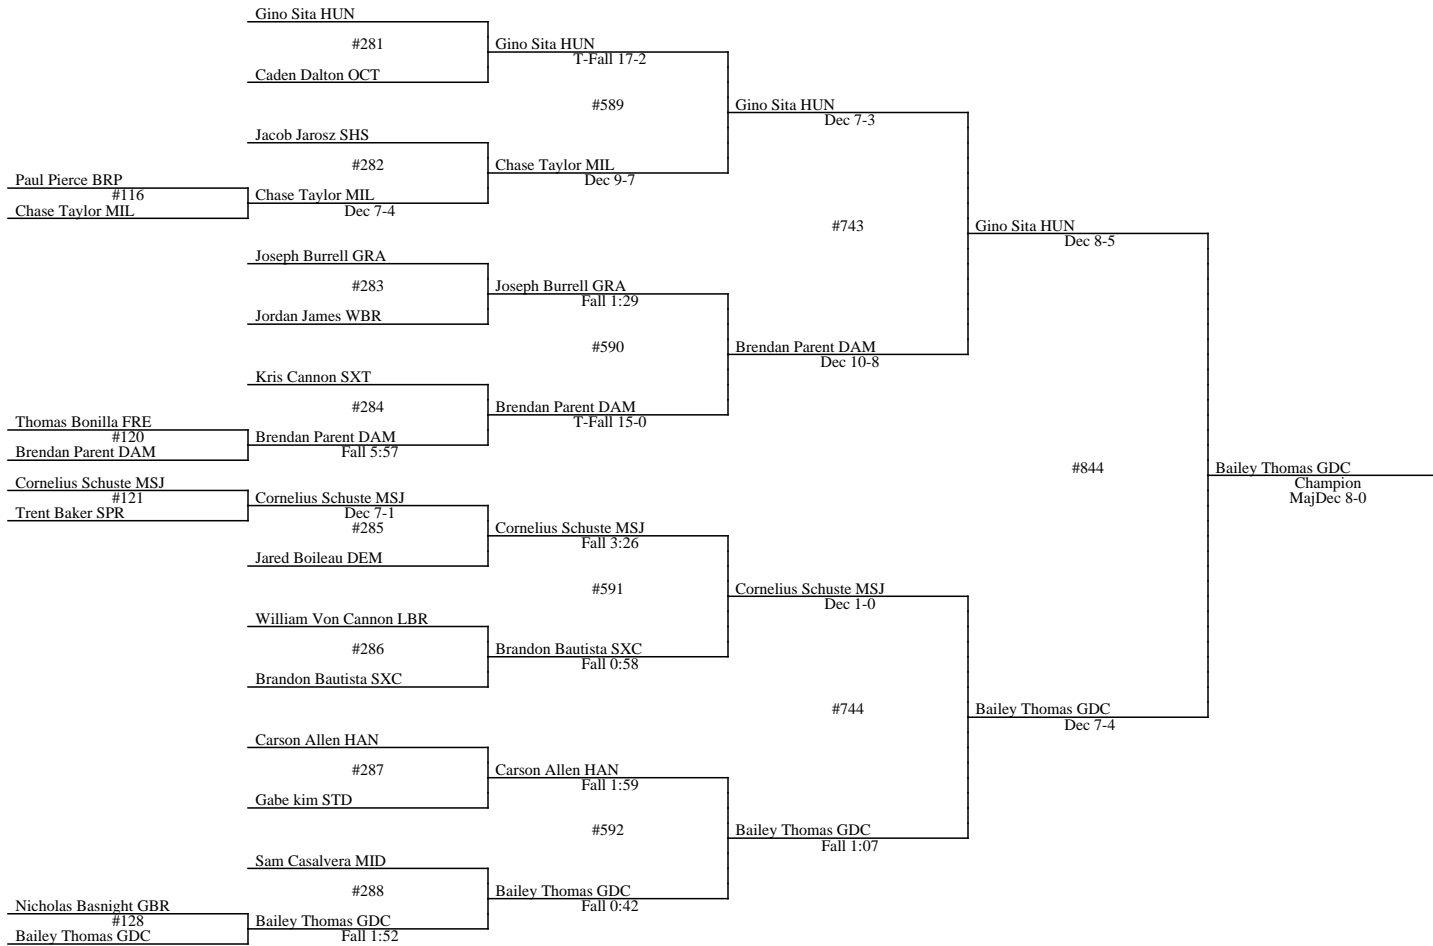 Gino Sita HUN
#281
Gino Sita HUN
T-Fall 17-2
Caden Dalton OCT
#589
Gino Sita HUN
Dec 7-3
Jacob Jarosz SHS
#282
Chase Taylor MIL
Dec 9-7
Paul Pierce BRP
#116
Chase Taylor MIL
Dec 7-4
Chase Taylor MIL
#743
Gino Sita HUN
Dec 8-5
Joseph Burrell GRA
#283
Joseph Burrell GRA
Fall 1:29
Jordan James WBR
#590
Brendan Parent DAM
Dec 10-8
Kris Cannon SXT
#284
Brendan Parent DAM
T-Fall 15-0
Thomas Bonilla FRE
#120
Brendan Parent DAM
Fall 5:57
Brendan Parent DAM
#844
Bailey Thomas GDC
Champion
MajDec 8-0
Cornelius Schuste MSJ
#121
Cornelius Schuste MSJ
Dec 7-1
Trent Baker SPR
#285
Cornelius Schuste MSJ
Fall 3:26
Jared Boileau DEM
#591
Cornelius Schuste MSJ
Dec 1-0
William Von Cannon LBR
#286
Brandon Bautista SXC
Fall 0:58
Brandon Bautista SXC
#744
Bailey Thomas GDC
Dec 7-4
Carson Allen HAN
#287
Carson Allen HAN
Fall 1:59
Gabe kim STD
#592
Bailey Thomas GDC
Fall 1:07
Sam Casalvera MID
#288
Bailey Thomas GDC
Fall 0:42
Nicholas Basnight GBR
#128
Bailey Thomas GDC
Fall 1:52
Bailey Thomas GDC